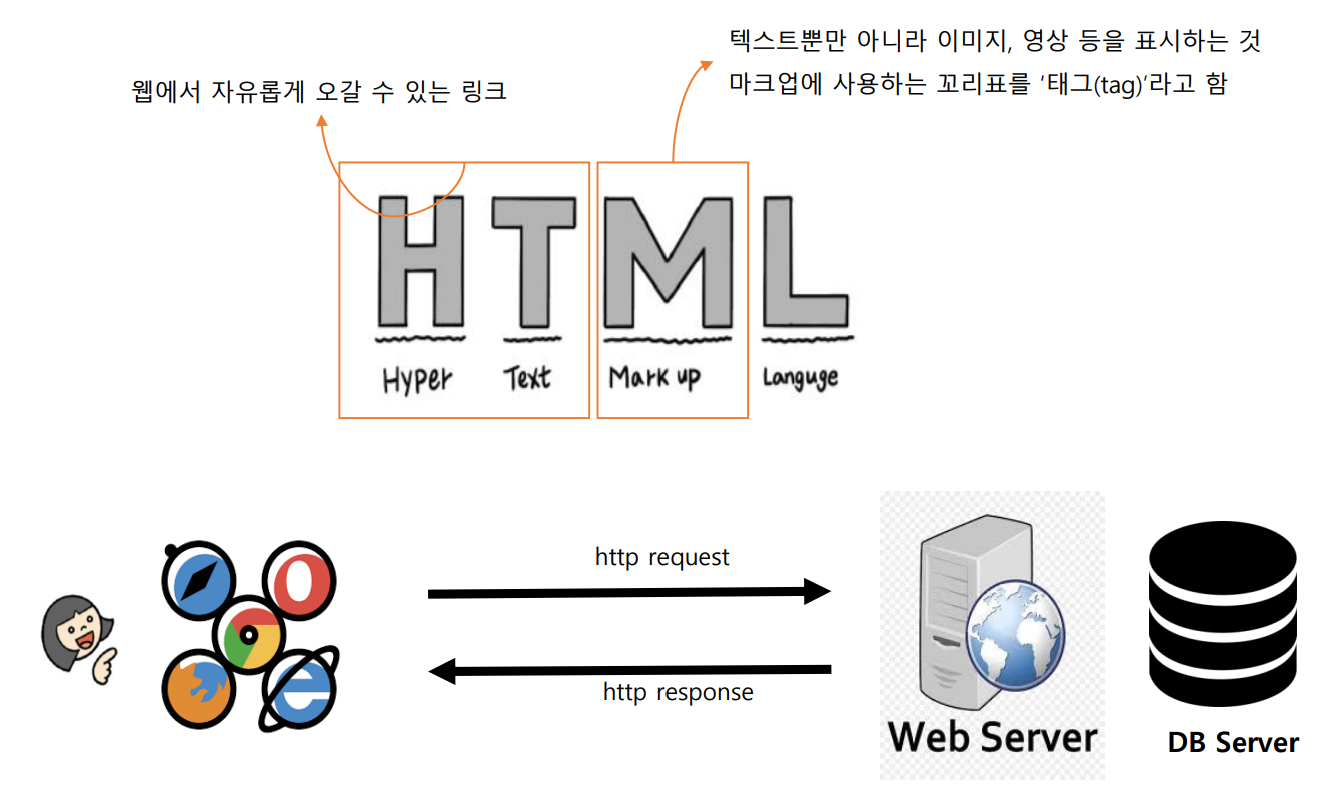 텍스트뿐만 아니라 이미지, 영상 등을 표시하는 것
마크업에 사용하는 꼬리표를 ‘태그(tag)’라고 함
웹에서 자유롭게 오갈 수 있는 링크
HTML
Hyper Text Mark up Languge
http request
http response
Web Server
DB Server